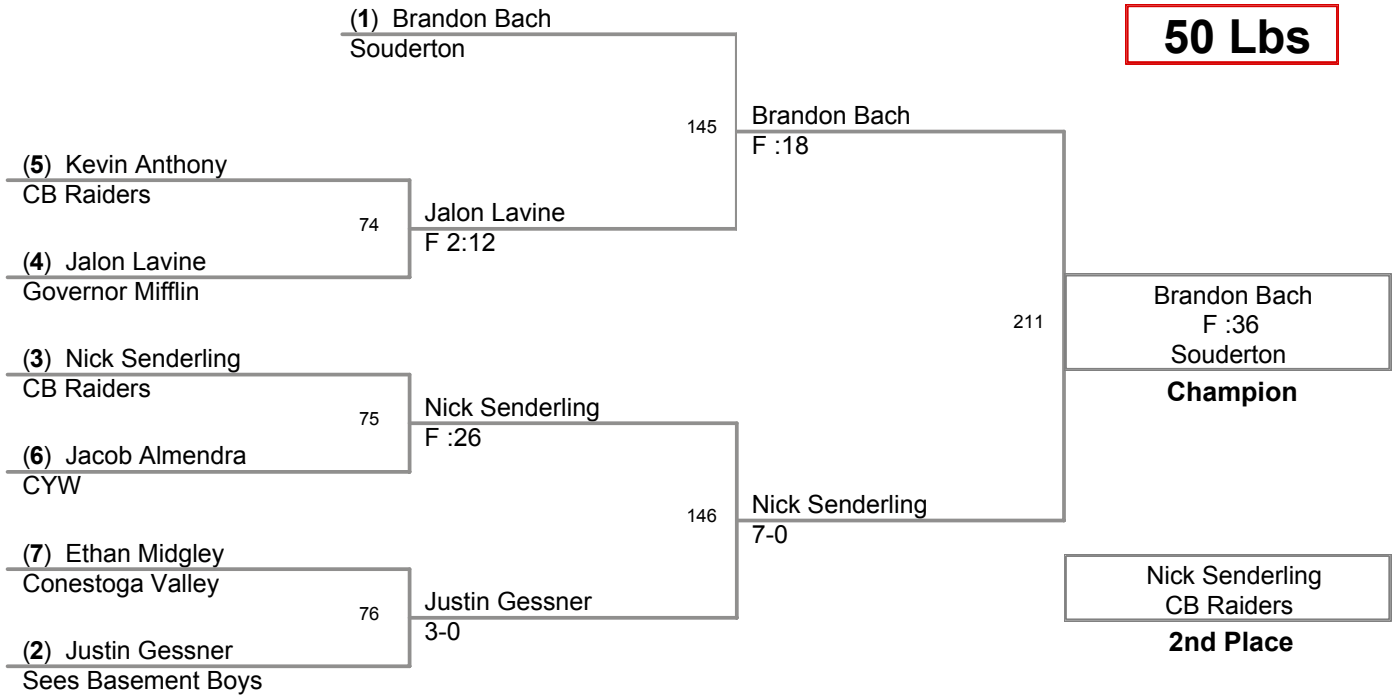 (1) Brandon Bach
Souderton
50 Lbs
145
Brandon Bach
F :18
(5) Kevin Anthony
CB Raiders
74
Jalon Lavine
F 2:12
(4) Jalon Lavine
Governor Mifflin
211
Brandon Bach
F :36
Souderton
Champion
(3) Nick Senderling
CB Raiders
75
Nick Senderling
F :26
(6) Jacob Almendra
CYW
146
Nick Senderling
7-0
(7) Ethan Midgley
Conestoga Valley
76
Justin Gessner
3-0
(2) Justin Gessner
Sees Basement Boys
Nick Senderling
CB Raiders
2nd Place